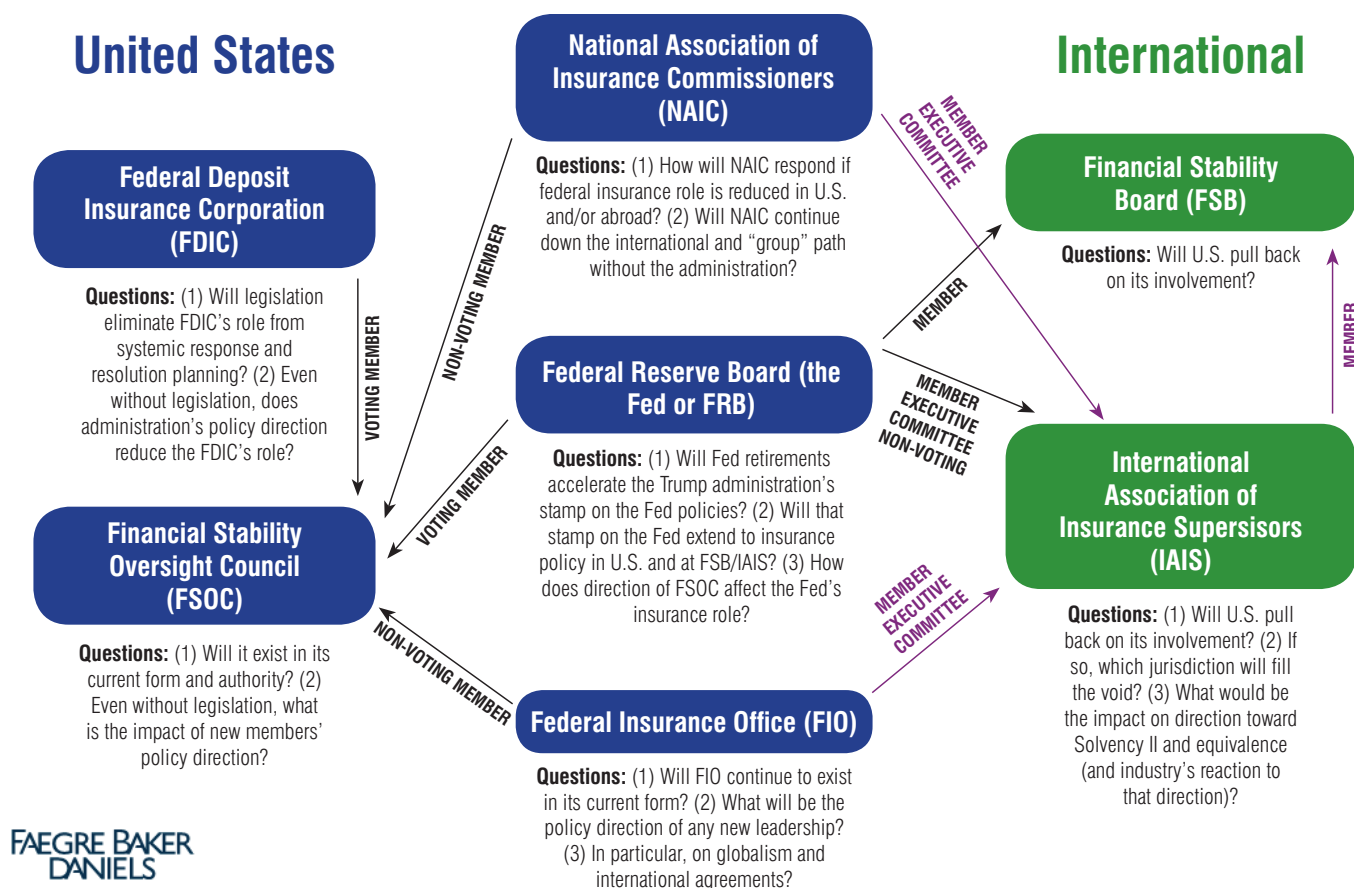 United States
International
National Association of
Insurance Commissioners
(NAIC)
Questions: (1) How will NAIC respond if
federal insurance role is reduced in U.S.
and/or abroad? (2) Will NAIC continue
down the international and “group” path
without the administration?
Federal Deposit
Insurance Corporation
(FDIC)
Questions: (1) Will legislation
eliminate FDIC’s role from
systemic response and
resolution planning? (2) Even
without legislation, does
administration’s policy direction
reduce the FDIC’s role?
VOTING MEMBER
NON-VOTING MEMBER
MEMBER
EXECUTIVE
COMMITTEE
Financial Stability
Board (FSB)
Questions: Will U.S. pull back
on its involvement?
MEMBER
MEMBER
Federal Reserve Board (the
Fed or FRB)
Questions: (1) Will Fed retirements
accelerate the Trump administration’s
stamp on the Fed policies? (2) Will that
stamp on the Fed extend to insurance
policy in U.S. and at FSB/IAIS? (3) How
does direction of FSOC affect the Fed’s
insurance role?
VOTING MEMBER
MEMBER
EXECUTIVE
COMMITTEE
NON-VOTING
Financial Stability
Oversight Council
(FSOC)
Questions: (1) Will it exist in its
current form and authority? (2)
Even without legislation, what
is the impact of new members’
policy direction?
International
Association of
Insurance Supersisors
(IAIS)
Questions: (1) Will U.S. pull
back on its involvement? (2) If
so, which jurisdiction will fill
the void? (3) What would be
the impact on direction toward
Solvency II and equivalence
(and industry’s reaction to
that direction)?
NON-VOTING MEMBER
MEMBER
EXECUTIVE
COMMITTEE
Federal Insurance Office (FIO)
Questions: (1) Will FIO continue to exist
in its current form? (2) What will be the
policy direction of any new leadership?
(3) In particular, on globalism and
international agreements?
FAEGRE BAKER
DANIELS